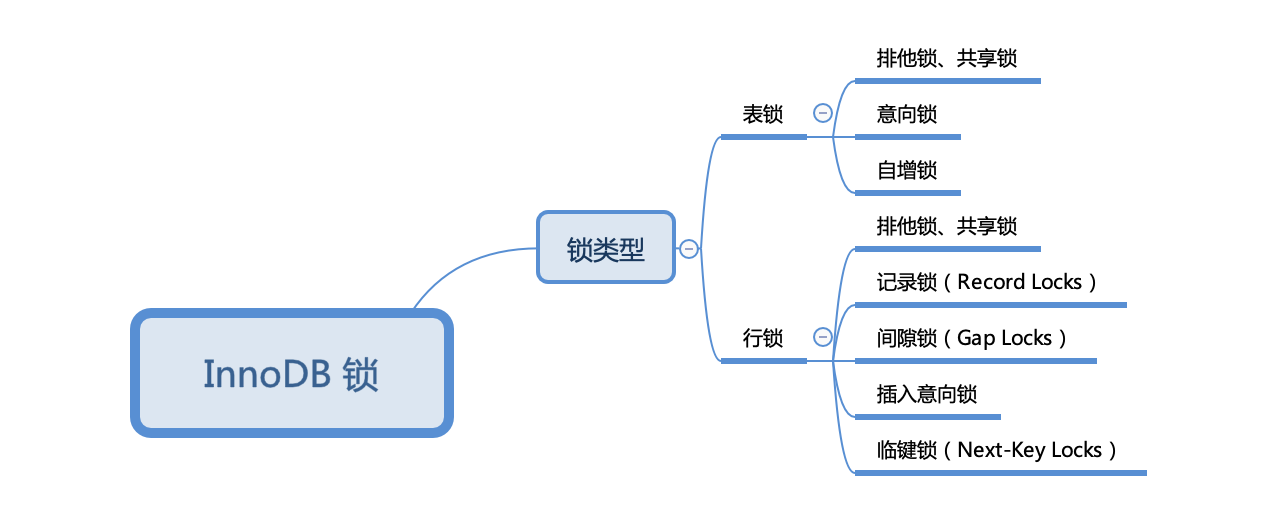 InnoDB 锁
锁类型
表锁
排他锁、共享锁
意向锁
自增锁
行锁
排他锁、共享锁
记录锁（Record Locks）
间隙锁（Gap Locks）
插入意向锁
临键锁（Next-Key Locks）